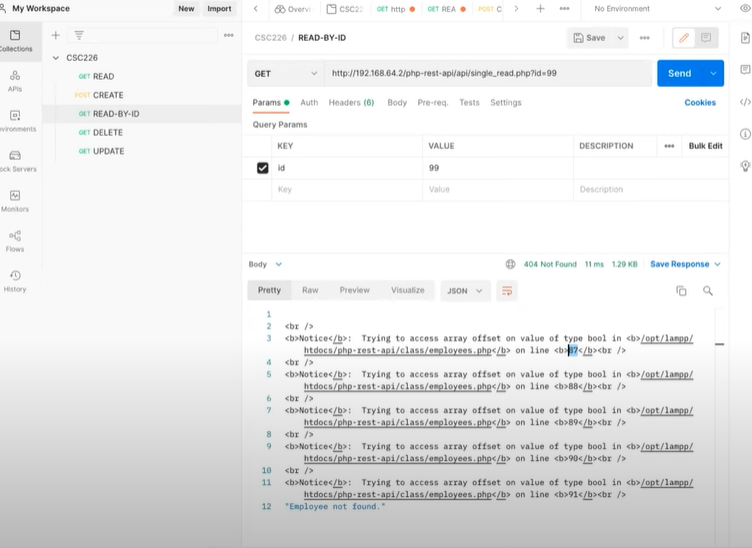 My Workspace
New
Import
Overvi
CSC22
GET http
GET REA
POST C
No Environment
Collections
APIs
vironments
ock Servers
Monitors
Flows
History
CSC226
GET READ
POST CREATE
GET READ-BY-ID
GET DELETE
GET UPDATE
CSC226 / READ-BY-ID
Save
GET
http://192.168.64.2/php-rest-api/api/single_read.php?id=99
Send
Params
Auth
Headers (6)
Body
Pre-req.
Tests
Settings
Cookies
Query Params
KEY
VALUE
DESCRIPTION
Bulk Edit
id
99
Key
Value
Description
Body
404 Not Found
11 ms
1.29 KB
Save Response
Pretty
Raw
Preview
Visualize
JSON
1
2 <br />
3 <b>Notice</b>:  Trying to access array offset on value of type bool in <b>/opt/lampp/
htdocs/php-rest-api/class/employees.php</b> on line <b>87</b><br />
4 <br />
5 <b>Notice</b>:  Trying to access array offset on value of type bool in <b>/opt/lampp/
htdocs/php-rest-api/class/employees.php</b> on line <b>88</b><br />
6 <br />
7 <b>Notice</b>:  Trying to access array offset on value of type bool in <b>/opt/lampp/
htdocs/php-rest-api/class/employees.php</b> on line <b>89</b><br />
8 <br />
9 <b>Notice</b>:  Trying to access array offset on value of type bool in <b>/opt/lampp/
htdocs/php-rest-api/class/employees.php</b> on line <b>90</b><br />
10 <br />
11 <b>Notice</b>:  Trying to access array offset on value of type bool in <b>/opt/lampp/
htdocs/php-rest-api/class/employees.php</b> on line <b>91</b><br />
12 "Employee not found."